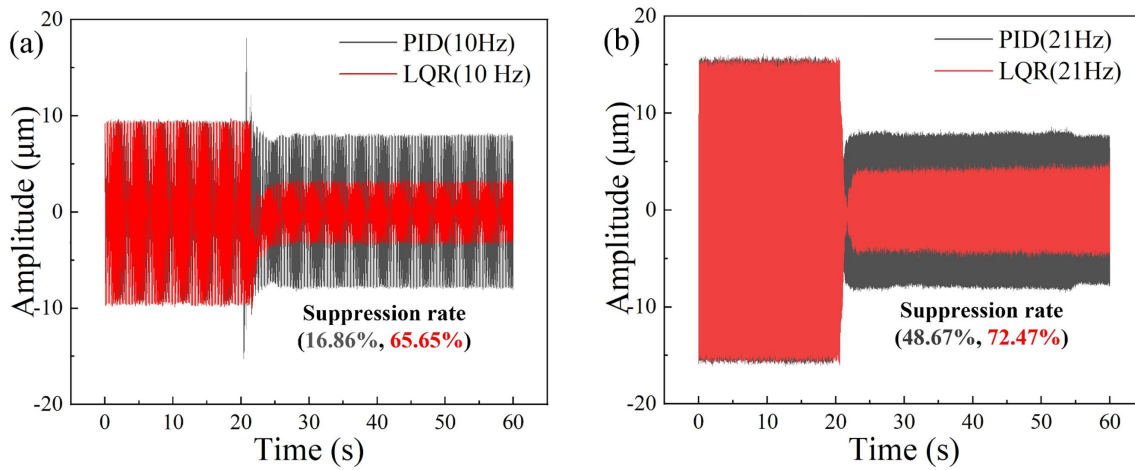 (a)
20
10
0
-10
-20
Amplitude (μm)
PID(10Hz)
LQR(10 Hz)
Suppression rate
(16.86%, 65.65%)
0 10 20 30 40 50 60
Time (s)
(b)
20
10
0
-10
-20
Amplitude (μm)
PID(21Hz)
LQR(21Hz)
Suppression rate
(48.67%, 72.47%)
0 10 20 30 40 50 60
Time (s)